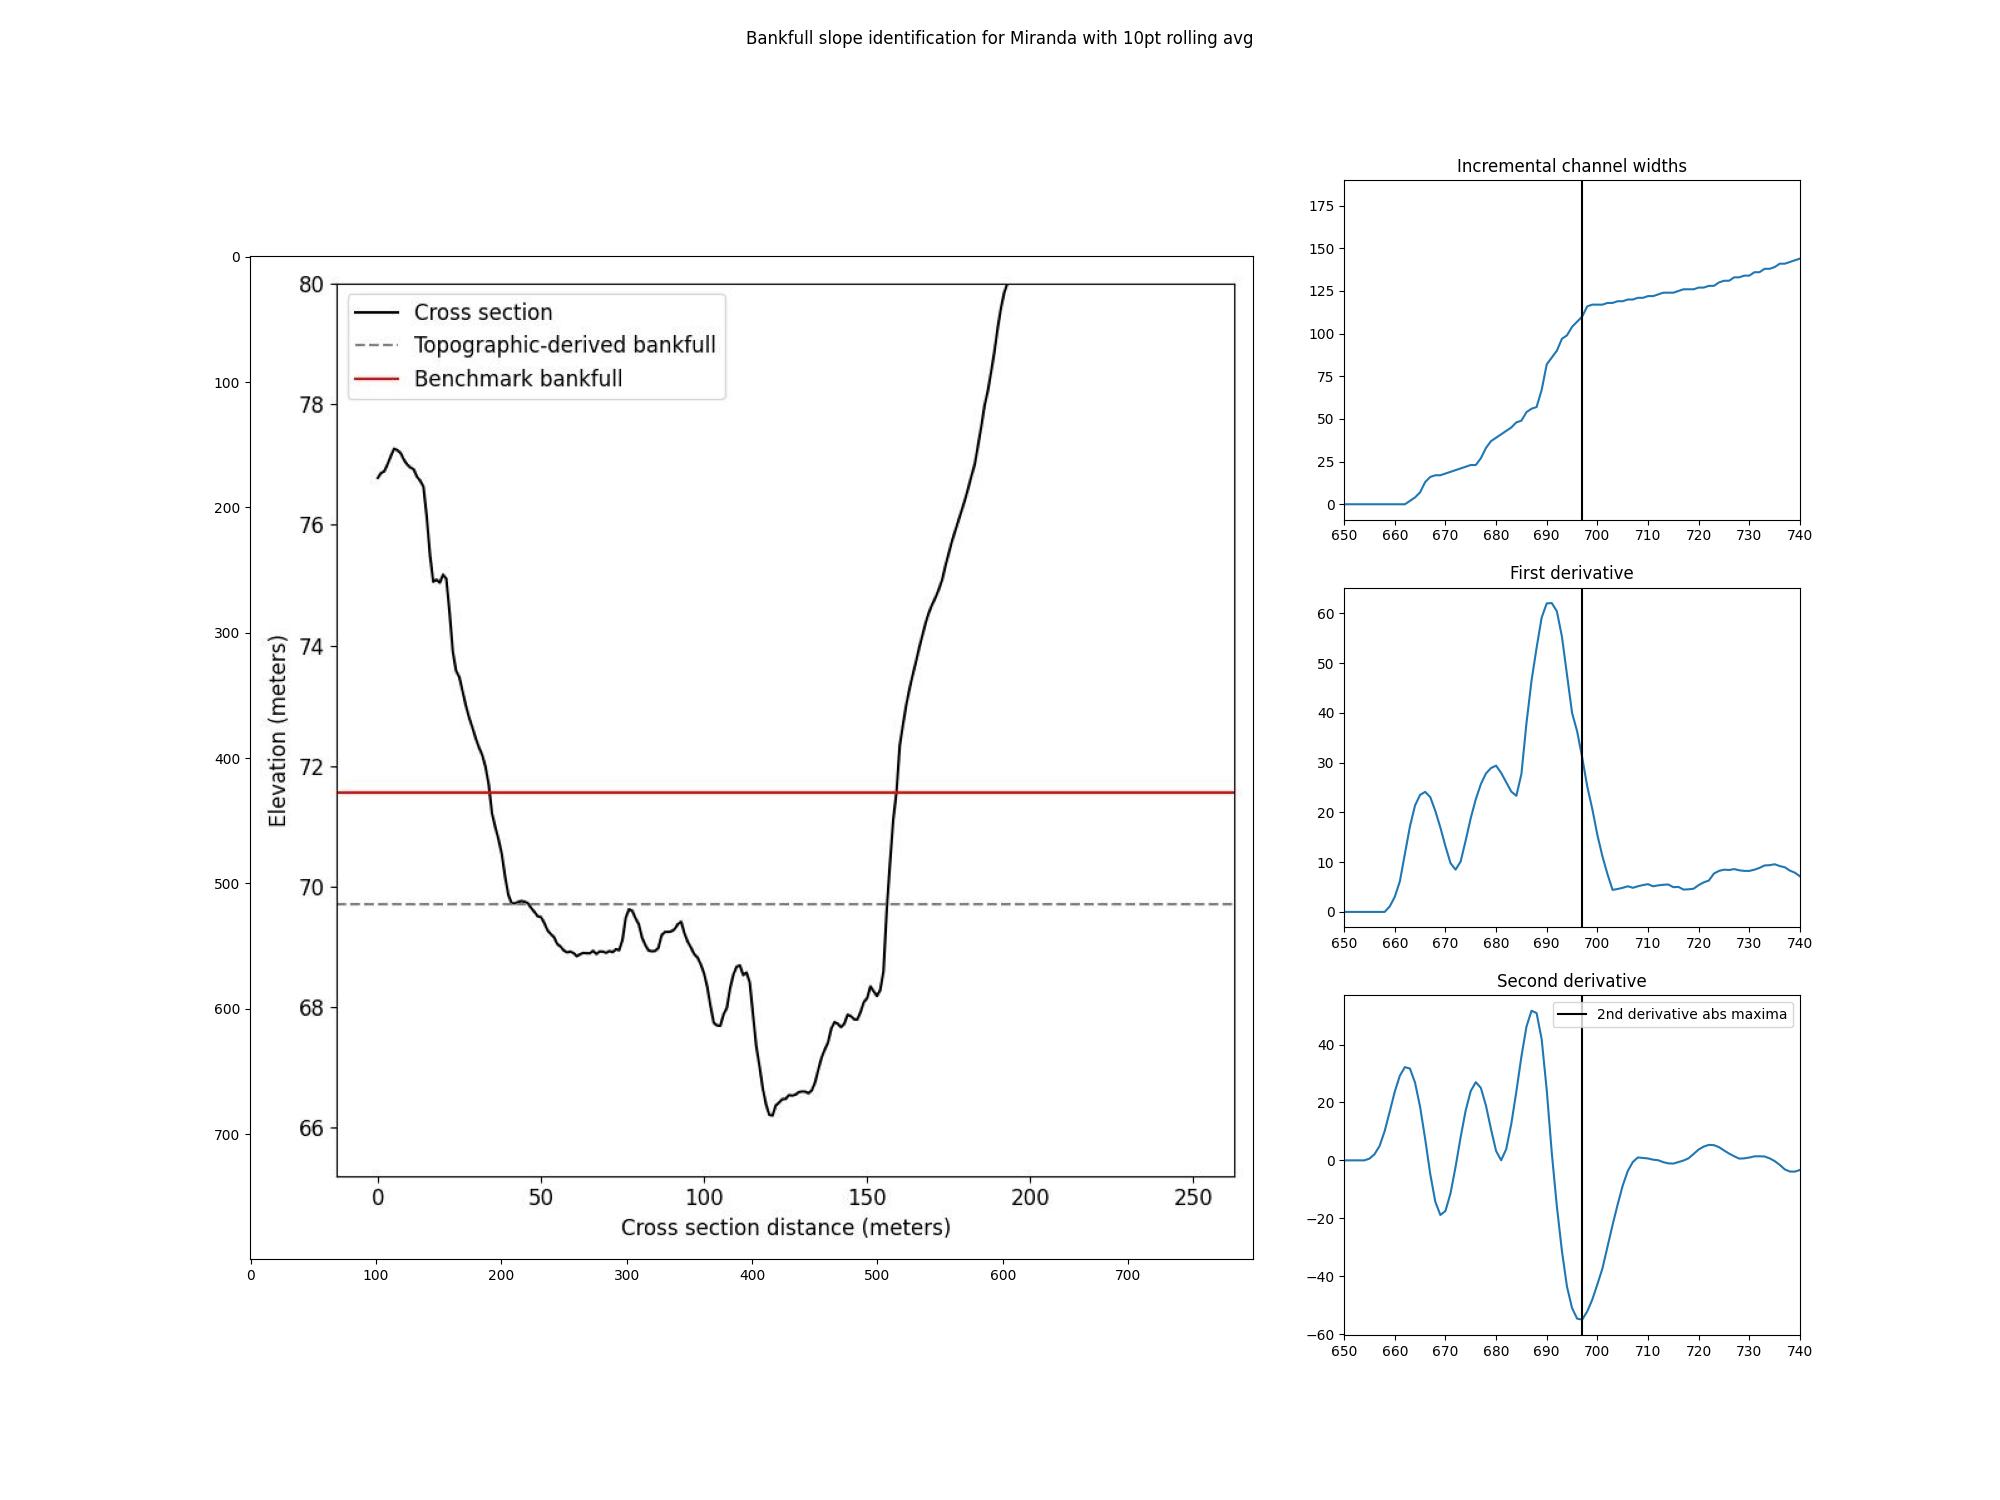 Bankfull slope identification for Miranda with 10pt rolling avg
0
100
200
300
400
500
600
700
80
78
76
74
72
70
68
66
Elevation (meters)
Cross section
Topographic-derived bankfull
Benchmark bankfull
0 50 100 150 200 250
Cross section distance (meters)
0 100 200 300 400 500 600 700
Incremental channel widths
175
150
125
100
75
50
25
0
650 660 670 680 690 700 710 720 730 740
First derivative
60
50
40
30
20
10
0
650 660 670 680 690 700 710 720 730 740
Second derivative
2nd derivative abs maxima
40
20
0
−20
−40
−60
650 660 670 680 690 700 710 720 730 740